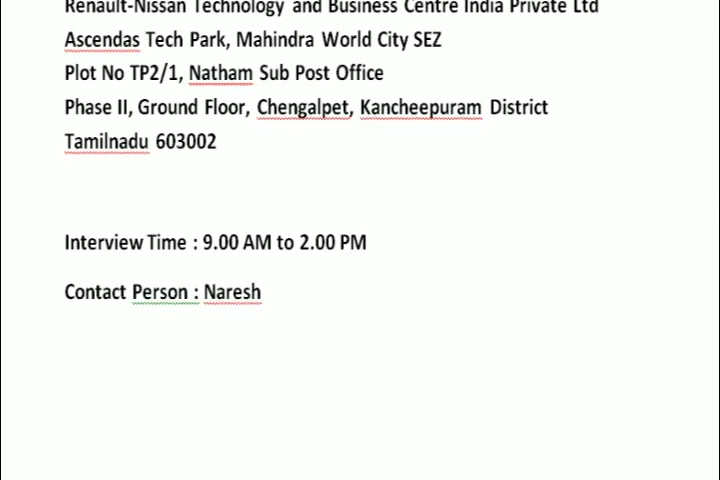 Renault-Nissan Technology and Business Centre India Private Ltd
Ascendas Tech Park, Mahindra World City SEZ
Plot No TP2/1, Natham Sub Post Office
Phase II, Ground Floor, Chengalpet, Kancheepuram District
Tamilnadu 603002
Interview Time : 9.00 AM to 2.00 PM
Contact Person : Naresh